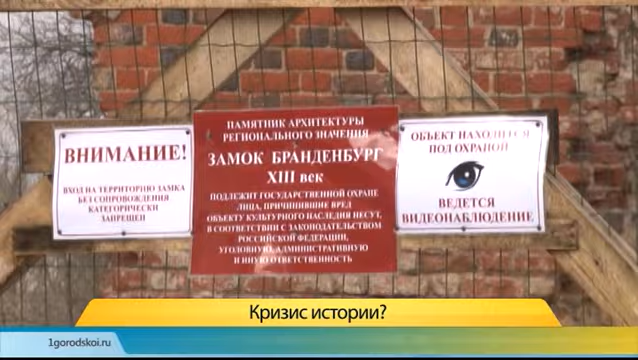 ВНИМАНИЕ!
ВХОД НА ТЕРРИТОРИЮ ЗАМКА
БЕЗ СОПРОВОЖДЕНИЯ
КАТЕГОРИЧЕСКИ
ЗАПРЕЩЕН
ПАМЯТНИК АРХИТЕКТУРЫ
РЕГИОНАЛЬНОГО ЗНАЧЕНИЯ
ЗАМОК БРАНДЕНБУРГ
XIII век
ПОДЛЕЖИТ ГОСУДАРСТВЕННОЙ ОХРАНЕ
ЛИЦА, ПРИЧИНИВШИЕ ВРЕД
ОБЪЕКТУ КУЛЬТУРНОГО НАСЛЕДИЯ НЕСУТ,
В СООТВЕТСТВИИ С ЗАКОНОДАТЕЛЬСТВОМ
РОССИЙСКОЙ ФЕДЕРАЦИИ,
УГОЛОВНУЮ, АДМИНИСТРАТИВНУЮ
И ИНУЮ ОТВЕТСТВЕННОСТЬ
ОБЪЕКТ НАХОДИТСЯ
ПОД ОХРАНОЙ
ВЕДЕТСЯ
ВИДЕОНАБЛЮДЕНИЕ
Кризис истории?
1gorodskoi.ru